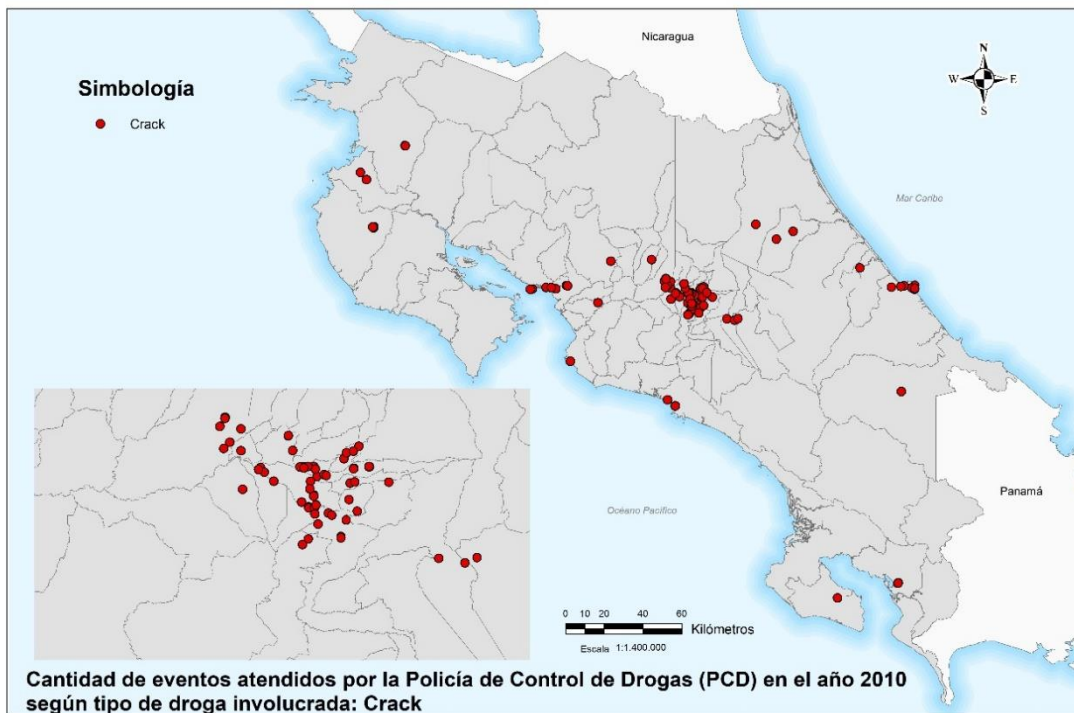 Nicaragua
N
W E
S
Simbología
Crack
Mar Caribe
Panamá
Océano Pacífico
0 10 20 40 60
Kilómetros
Escala 1:1.400.000
Cantidad de eventos atendidos por la Policía de Control de Drogas (PCD) en el año 2010
según tipo de droga involucrada: Crack